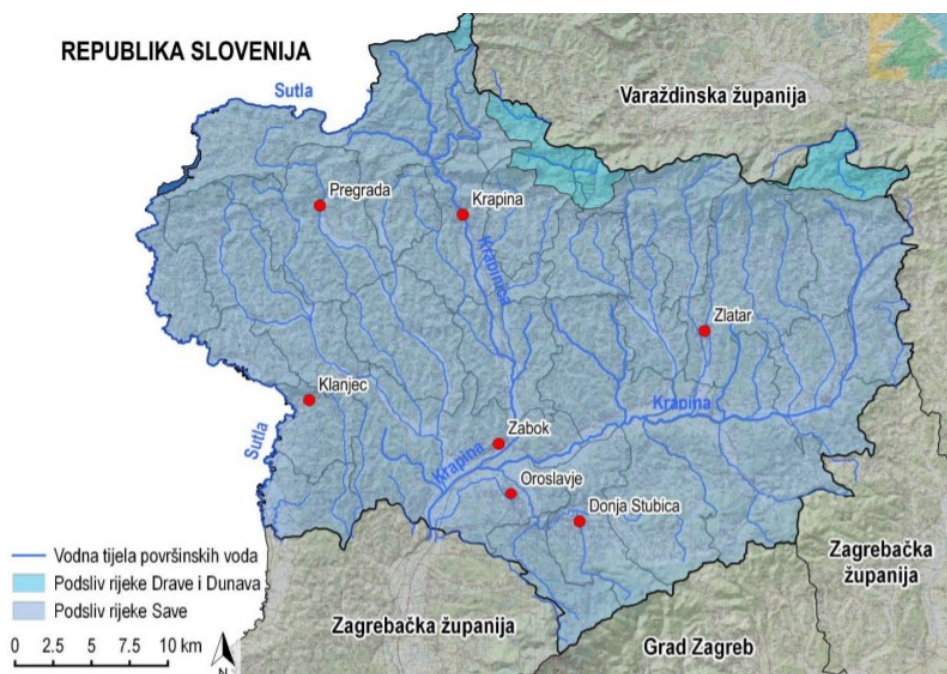 REPUBLIKA SLOVENIJA
Sutla
Varaždinska županija
Pregrada
Krapina
Krapinica
Zlatar
Klanjec
Krapina
Sutla
Zabok
Krapina
Oroslavje
Donja Stubica
Vodna tijela površinskih voda
Podsliv rijeke Drave i Dunava
Podsliv rijeke Save
0 2.5 5 7.5 10 km
N
Zagrebačka županija
Grad Zagreb
Zagrebačka
županija